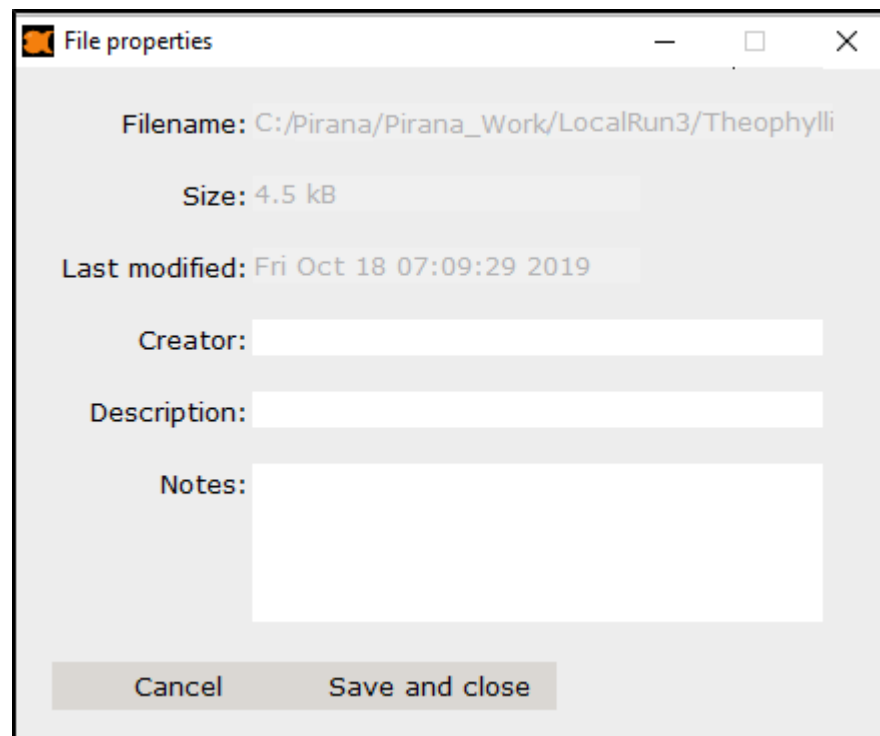 File properties
Filename: C:/Pirana/Pirana_Work/LocalRun3/Theophylli
Size: 4.5 kB
Last modified: Fri Oct 18 07:09:29 2019
Creator:
Description:
Notes:
Cancel Save and close